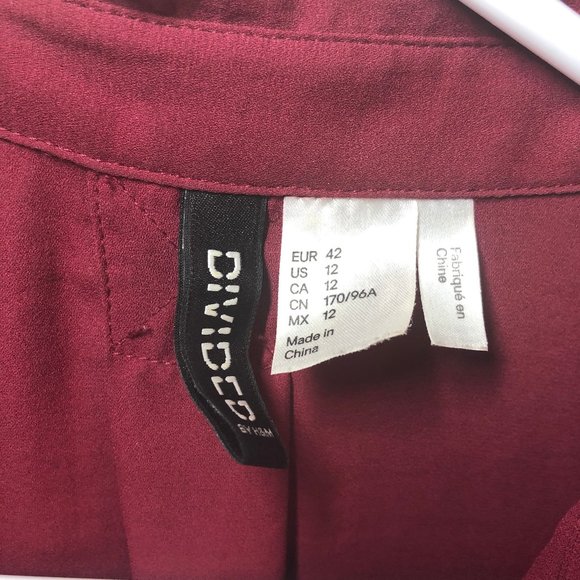 DIVIDED
BY H&M
EUR 42
US 12
CA 12
CN 170/96A
MX 12
Made in
China
Fabriqué en
Chine